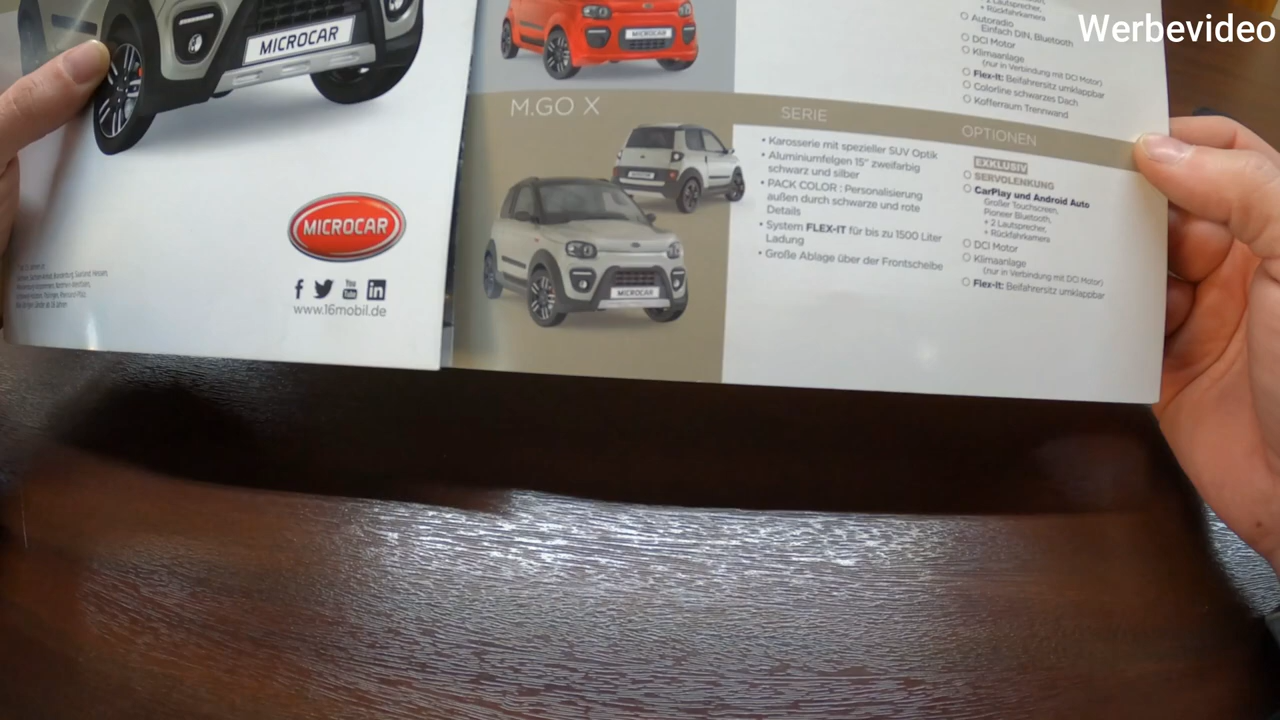 Werbevideo
MICROCAR
MICROCAR
www.16mobil.de
MICROCAR
2 Lautsprecher,
+ Rückfahrkamera
Autoradio
Einfach DIN, Bluetooth
DCI Motor
Klimaanlage
(nur in Verbindung mit DCI Motor)
Flex-It: Beifahrersitz umklappbar
Colorline schwarzes Dach
Kofferraum Trennwand
M.GO X
SERIE
OPTIONEN
MICROCAR
• Karosserie mit spezieller SUV Optik
• Aluminiumfelgen 15" zweifarbig
schwarz und silber
• PACK COLOR : Personalisierung
außen durch schwarze und rote
Details
• System FLEX-IT für bis zu 1500 Liter
Ladung
• Große Ablage über der Frontscheibe
EXKLUSIV
SERVOLENKUNG
CarPlay und Android Auto
Großer Touchscreen,
Pioneer Bluetooth,
+ 2 Lautsprecher,
+ Rückfahrkamera
DCI Motor
Klimaanlage
(nur in Verbindung mit DCI Motor)
Flex-It: Beifahrersitz umklappbar